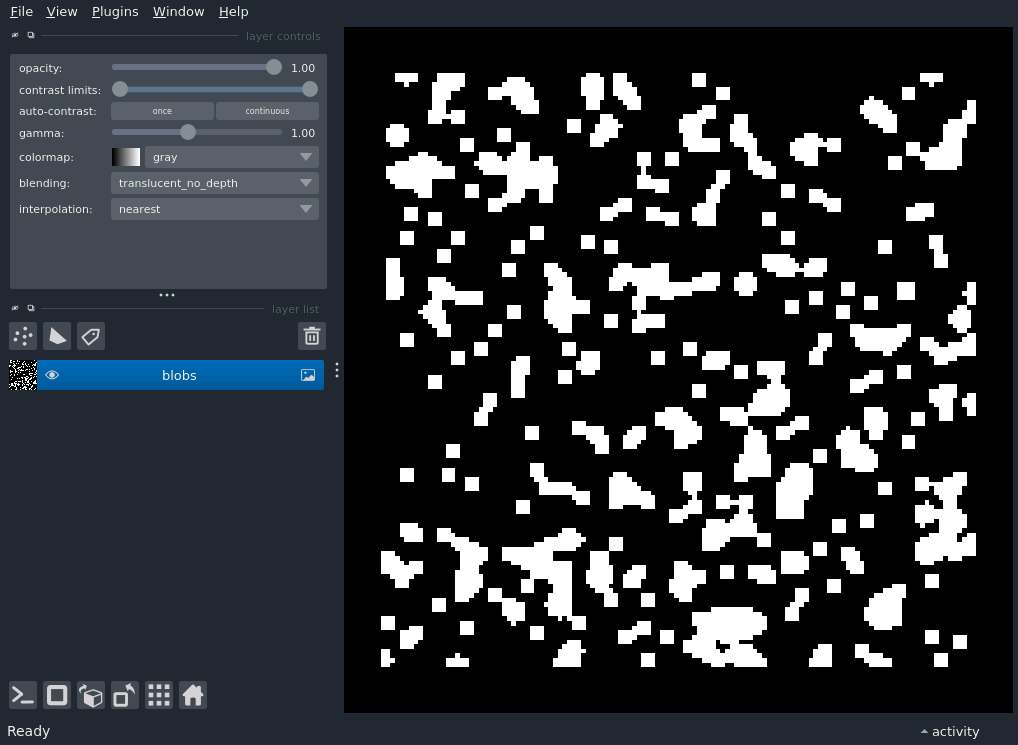 File View Plugins Window Help
layer controls
opacity: 1.00
contrast limits:
auto-contrast: once continuous
gamma: 1.00
colormap: gray
blending: translucent_no_depth
interpolation: nearest
layer list
blobs
Ready
activity